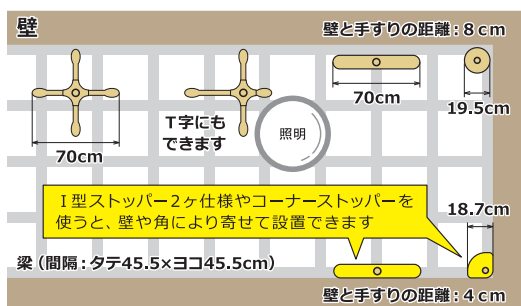 壁
壁と手すりの距離：8cm
70cm
T字にも
できます
照明
70cm
19.5cm
I型ストッパー2ヶ仕様やコーナーストッパーを
使うと、壁や角により寄せて設置できます
18.7cm
梁（間隔：タテ45.5×ヨコ45.5cm）
壁と手すりの距離：4cm